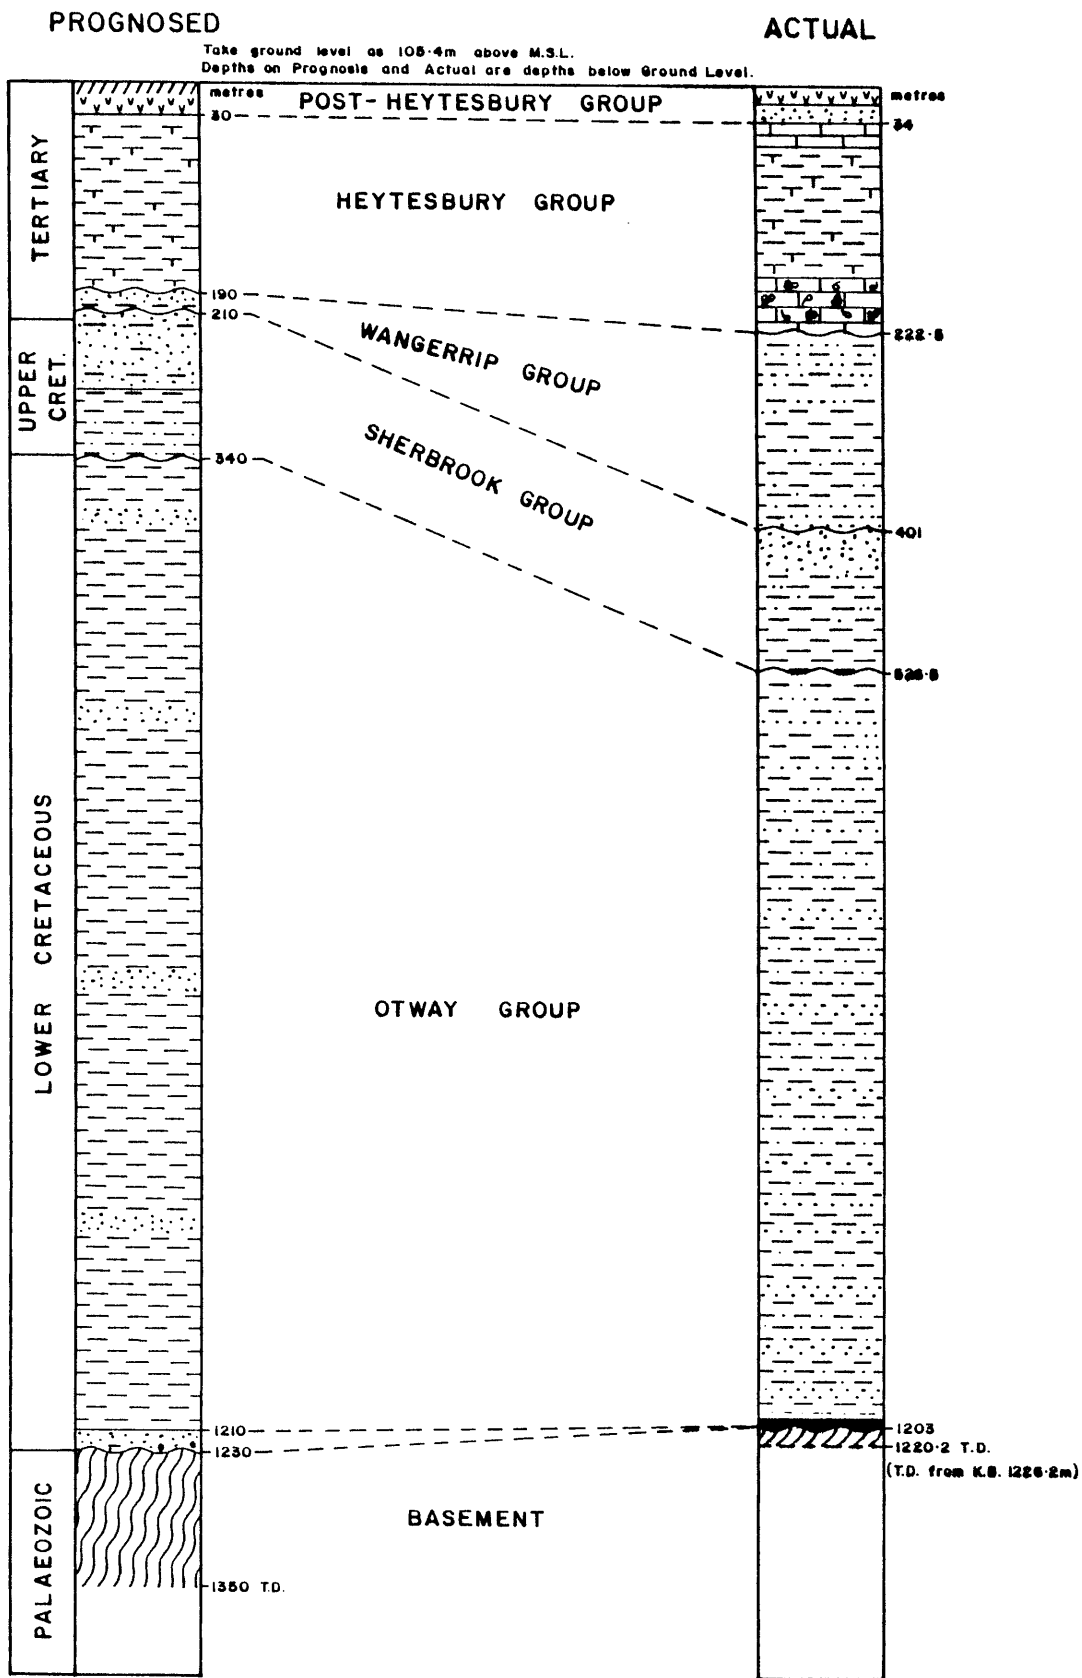 PROGNOSED
ACTUAL
Take ground level as 105·4m above M.S.L.
Depths on Prognosis and Actual are depths below Ground Level.
metres
POST-HEYTESBURY GROUP
metres
30
34
TERTIARY
HEYTESBURY GROUP
190
210
222·5
WANGERRIP GROUP
UPPER
CRET.
SHERBROOK GROUP
340
401
LOWER CRETACEOUS
OTWAY GROUP
1210
1203
1230
1220·2 T.D.
(T.D. from K.B. 1226·2m)
PALAEOZOIC
BASEMENT
1350 T.D.